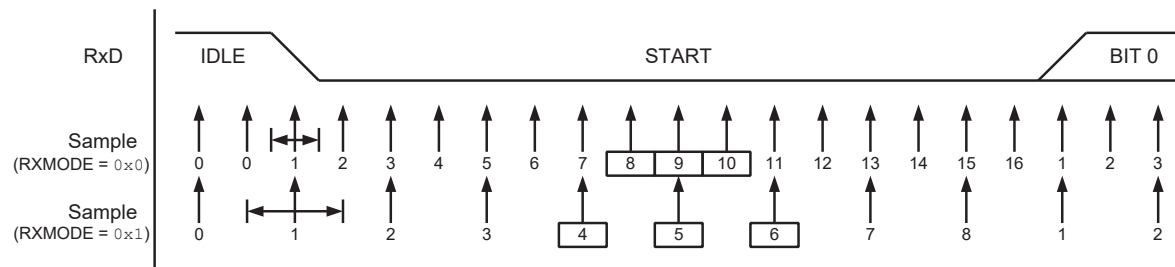 RxD IDLE START BIT 0
Sample
(RXMODE = 0x0) 0 0 1 2 3 4 5 6 7 8 9 10 11 12 13 14 15 16 1 2 3
Sample
(RXMODE = 0x1) 0 1 2 3 4 5 6 7 8 1 2